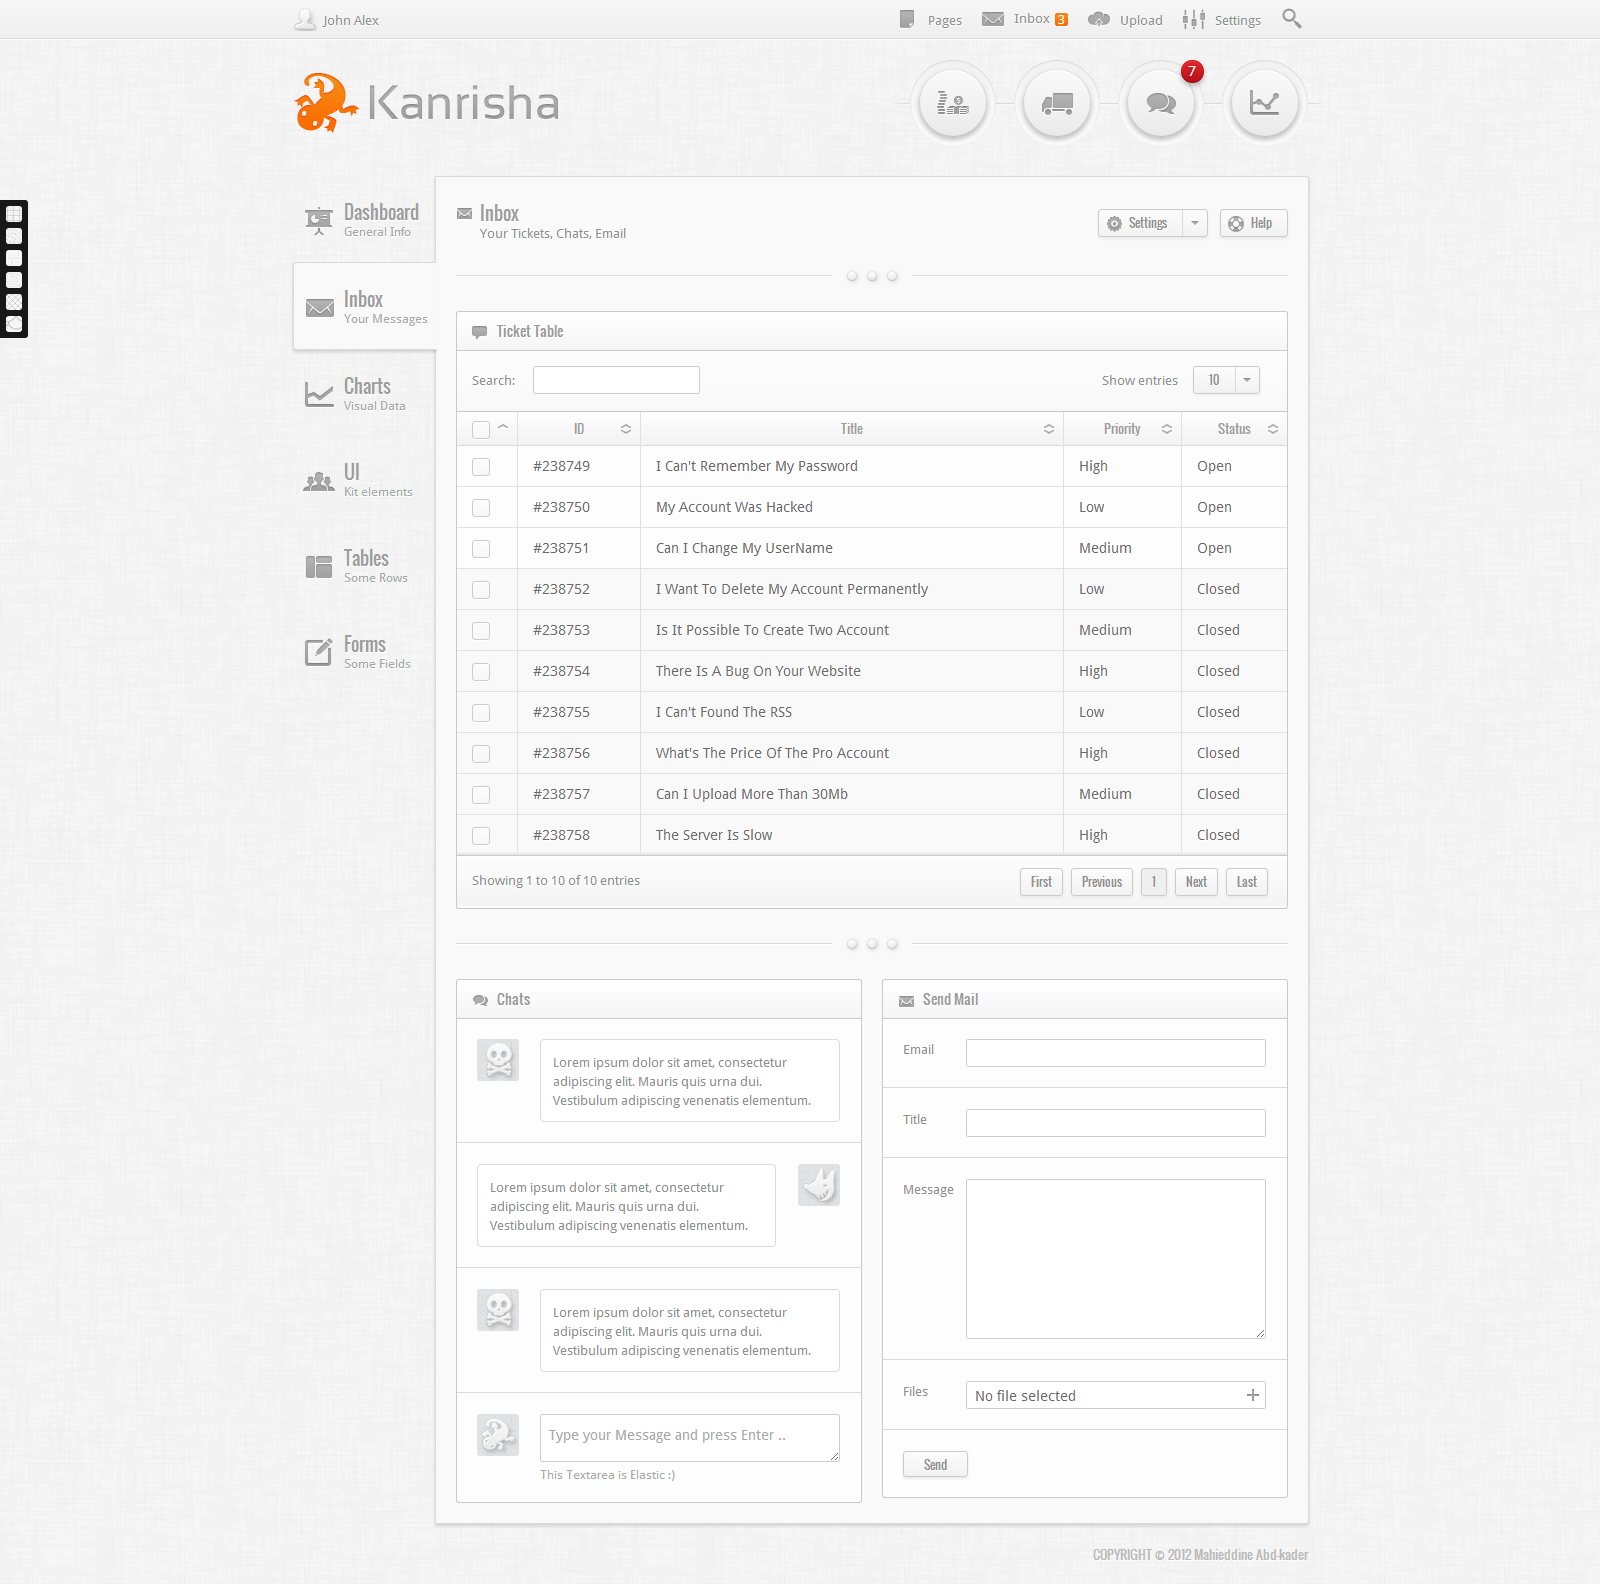 John Alex
Pages
Inbox 3
Upload
Settings
Kanrisha
7
Dashboard
General Info
Inbox
Your Messages
Charts
Visual Data
UI
Kit elements
Tables
Some Rows
Forms
Some Fields
Inbox
Your Tickets, Chats, Email
Settings
Help
Ticket Table
Search:
Show entries 10
ID Title Priority Status
#238749 I Can't Remember My Password High Open
#238750 My Account Was Hacked Low Open
#238751 Can I Change My UserName Medium Open
#238752 I Want To Delete My Account Permanently Low Closed
#238753 Is It Possible To Create Two Account Medium Closed
#238754 There Is A Bug On Your Website High Closed
#238755 I Can't Found The RSS Low Closed
#238756 What's The Price Of The Pro Account High Closed
#238757 Can I Upload More Than 30Mb Medium Closed
#238758 The Server Is Slow High Closed
Showing 1 to 10 of 10 entries
First Previous 1 Next Last
Chats
Lorem ipsum dolor sit amet, consectetur
adipiscing elit. Mauris quis urna dui.
Vestibulum adipiscing venenatis elementum.
Lorem ipsum dolor sit amet, consectetur
adipiscing elit. Mauris quis urna dui.
Vestibulum adipiscing venenatis elementum.
Lorem ipsum dolor sit amet, consectetur
adipiscing elit. Mauris quis urna dui.
Vestibulum adipiscing venenatis elementum.
Type your Message and press Enter ..
This Textarea is Elastic :)
Send Mail
Email
Title
Message
Files No file selected
Send
COPYRIGHT © 2012 Mahieddine Abd-kader